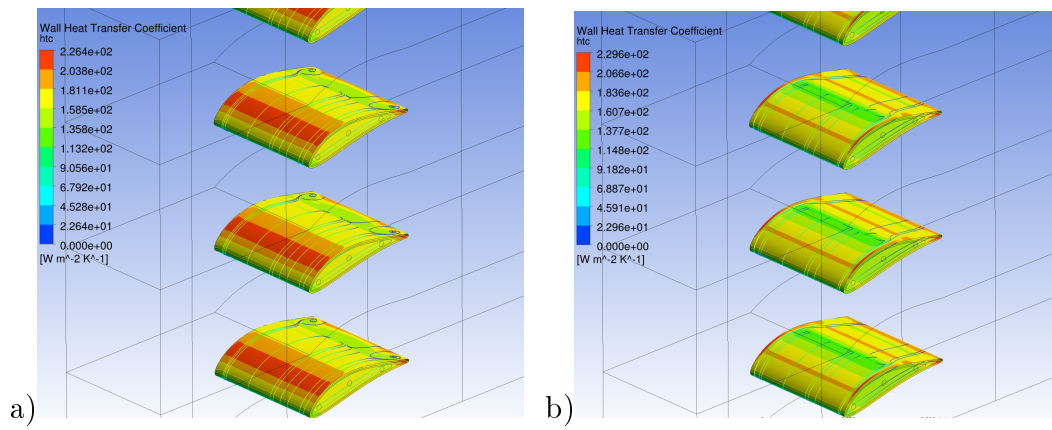 Wall Heat Transfer Coefficient
htc
2.264e+02
2.038e+02
1.811e+02
1.585e+02
1.358e+02
1.132e+02
9.056e+01
6.792e+01
4.528e+01
2.264e+01
0.000e+00
[W m^-2 K^-1]
a)
Wall Heat Transfer Coefficient
htc
2.296e+02
2.066e+02
1.836e+02
1.607e+02
1.377e+02
1.148e+02
9.182e+01
6.887e+01
4.591e+01
2.296e+01
0.000e+00
[W m^-2 K^-1]
b)